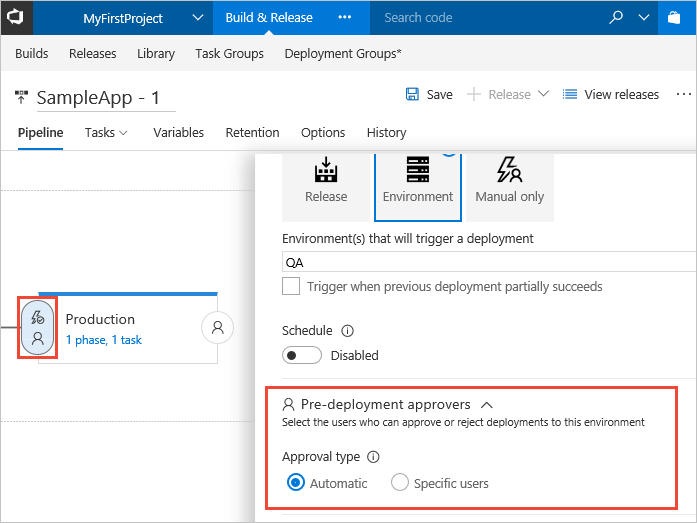 MyFirstProject Build & Release ••• Search code
Builds Releases Library Task Groups Deployment Groups*
SampleApp - 1 Save Release View releases ...
Pipeline Tasks Variables Retention Options History
Release Environment Manual only
Environment(s) that will trigger a deployment
QA
Trigger when previous deployment partially succeeds
Production
1 phase, 1 task
Schedule
Disabled
Pre-deployment approvers
Select the users who can approve or reject deployments to this environment
Approval type
Automatic Specific users